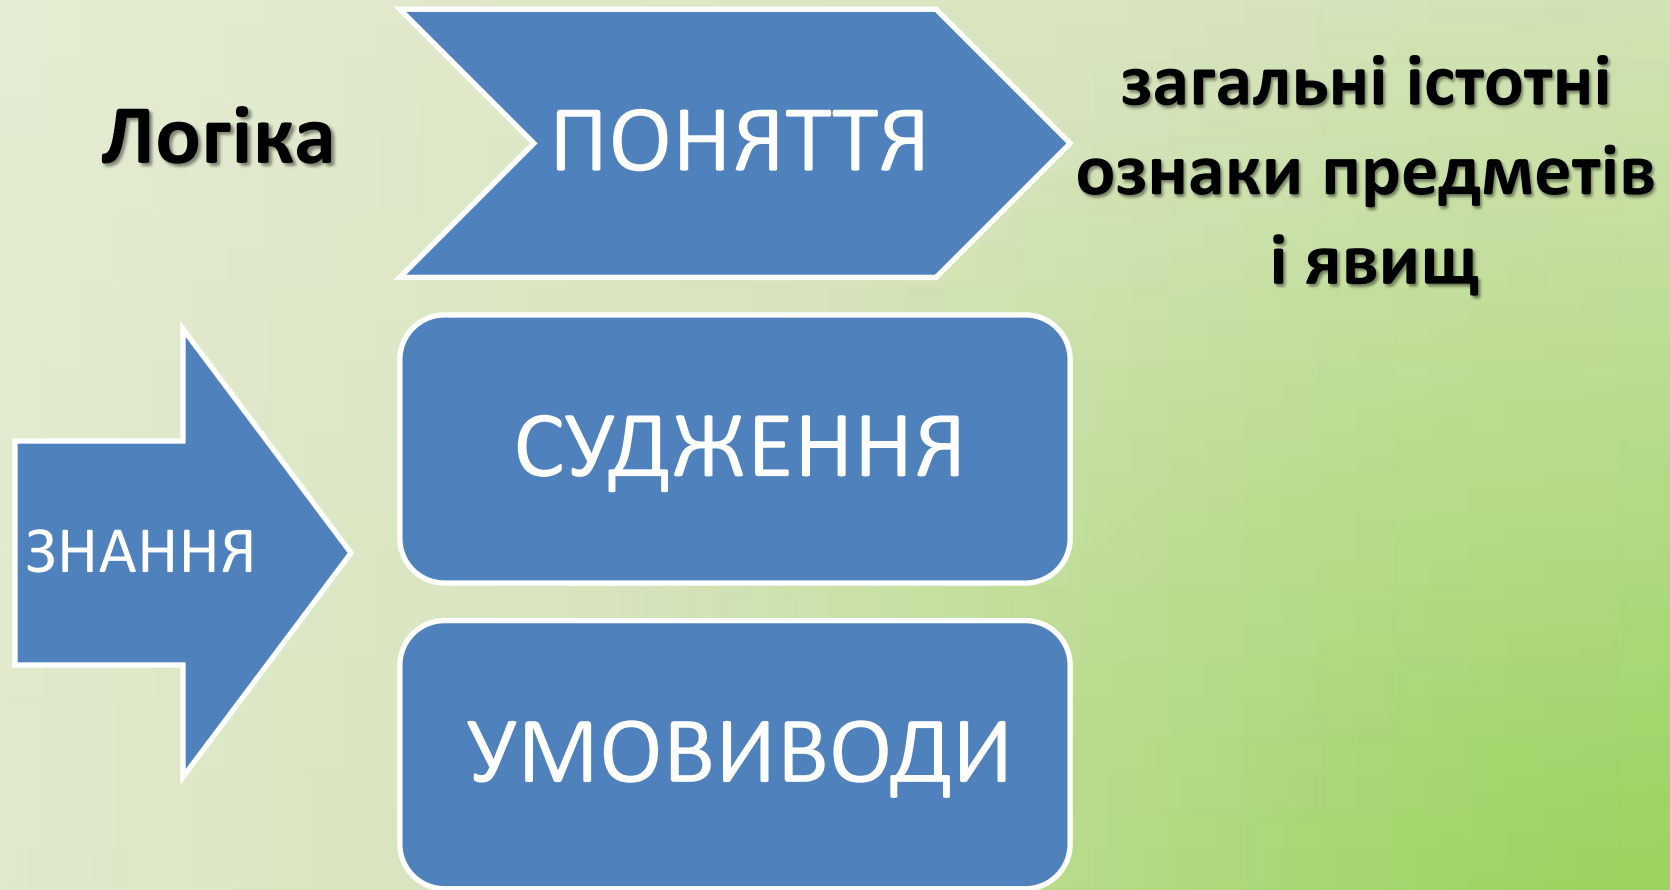 Логіка
ПОНЯТТЯ
загальні істотні
ознаки предметів
і явищ
ЗНАННЯ
СУДЖЕННЯ
УМОВИВОДИ